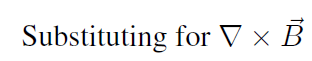 Substituting for ∇ × B⃗